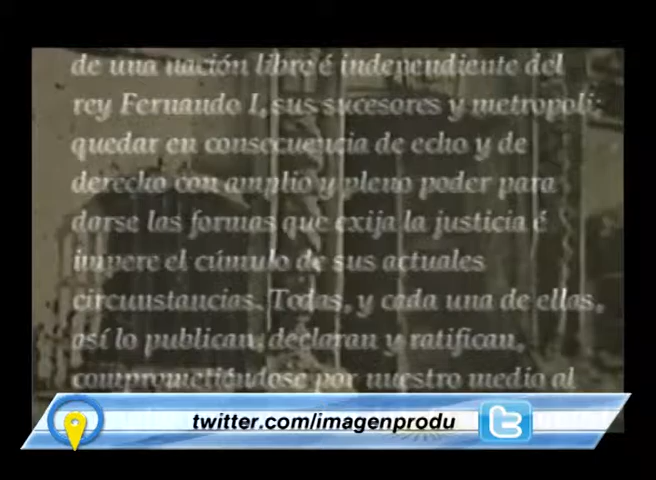 de una nación libre é independiente del
rey Fernando I, sus sucesores y metropoli;
quedar en consecuencia de echo y de
derecho con amplio y pleno poder para
darse las formas que exija la justicia é
impere el cúmulo de sus actuales
circunstancias. Todas, y cada una de ellas,
así lo publican, declaran y ratifican,
comprometiéndose por nuestro medio al
twitter.com/imagenprodu